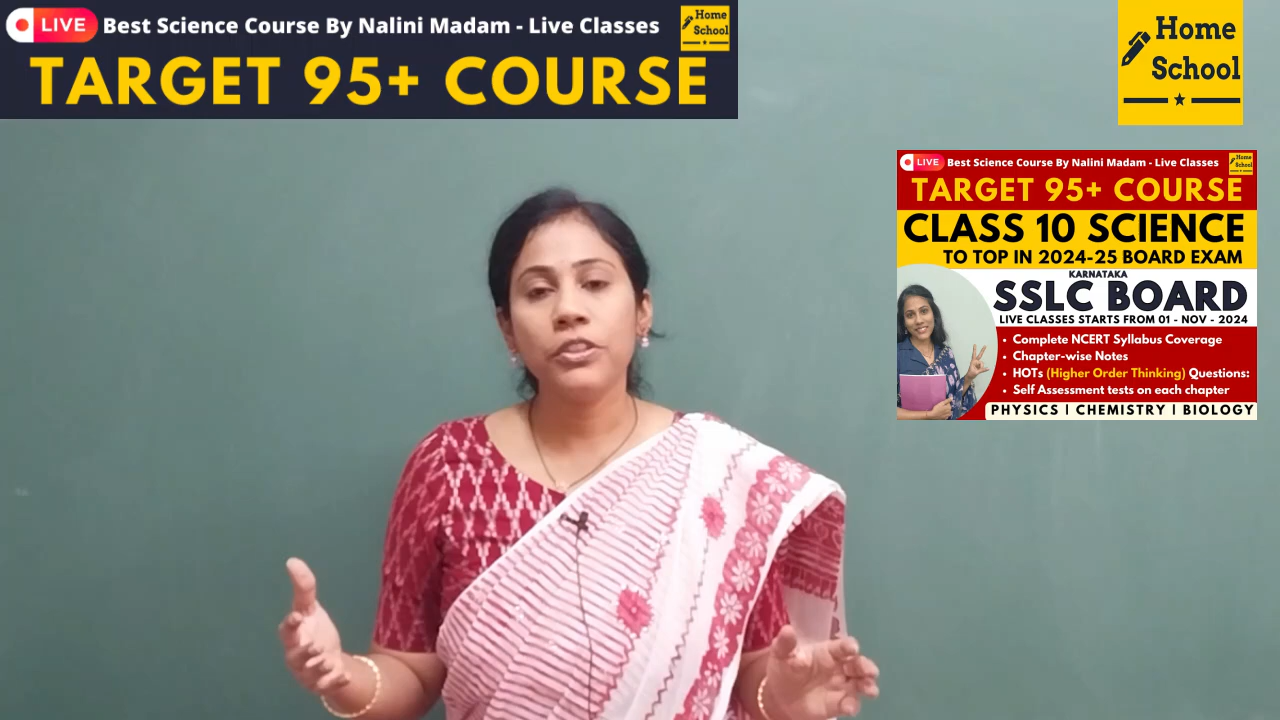 LIVE Best Science Course By Nalini Madam - Live Classes
Home
School
TARGET 95+ COURSE
Home
School
LIVE Best Science Course By Nalini Madam - Live Classes
Home
School
TARGET 95+ COURSE
CLASS 10 SCIENCE
TO TOP IN 2024-25 BOARD EXAM
KARNATAKA
SSLC BOARD
LIVE CLASSES STARTS FROM 01 - NOV - 2024
• Complete NCERT Syllabus Coverage
• Chapter-wise Notes
• HOTs (Higher Order Thinking) Questions:
• Self Assessment tests on each chapter
PHYSICS | CHEMISTRY | BIOLOGY